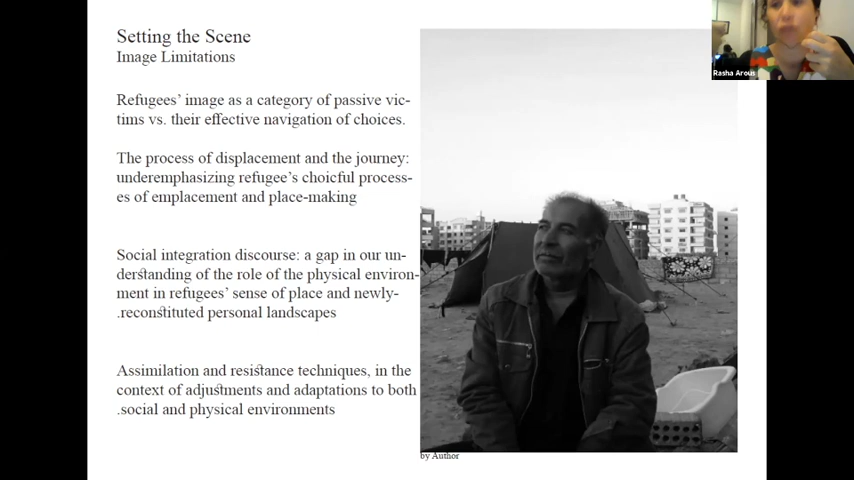 Setting the Scene
Image Limitations
Refugees' image as a category of passive vic-
tims vs. their effective navigation of choices.
The process of displacement and the journey:
underemphasizing refugee's choicful process-
es of emplacement and place-making
Social integration discourse: a gap in our un-
derstanding of the role of the physical environ-
ment in refugees' sense of place and newly-
.reconstituted personal landscapes
Assimilation and resistance techniques, in the
context of adjustments and adaptations to both
.social and physical environments
by Author
Rasha Arous